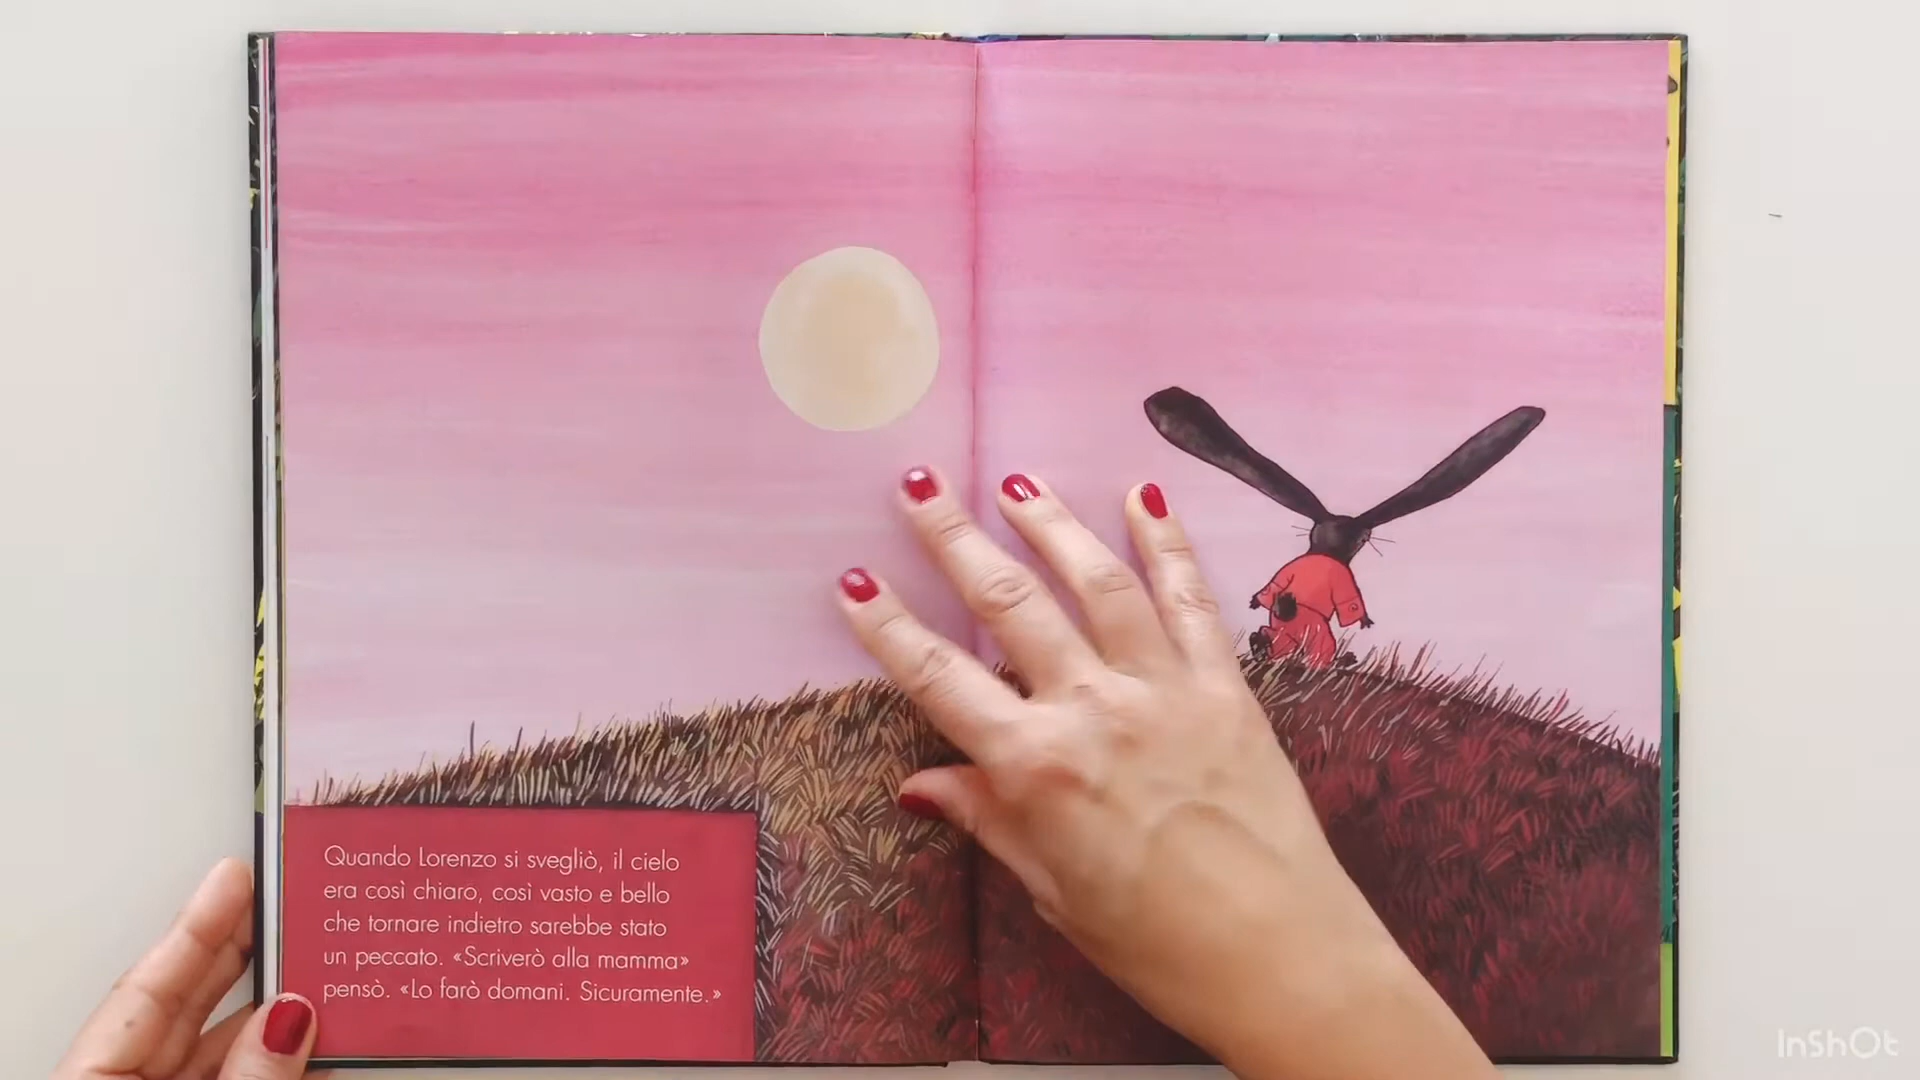 Quando Lorenzo si svegliò, il cielo
era così chiaro, così vasto e bello
che tornare indietro sarebbe stato
un peccato. «Scriverò alla mamma»
pensò. «Lo farò domani. Sicuramente.»
InShOt